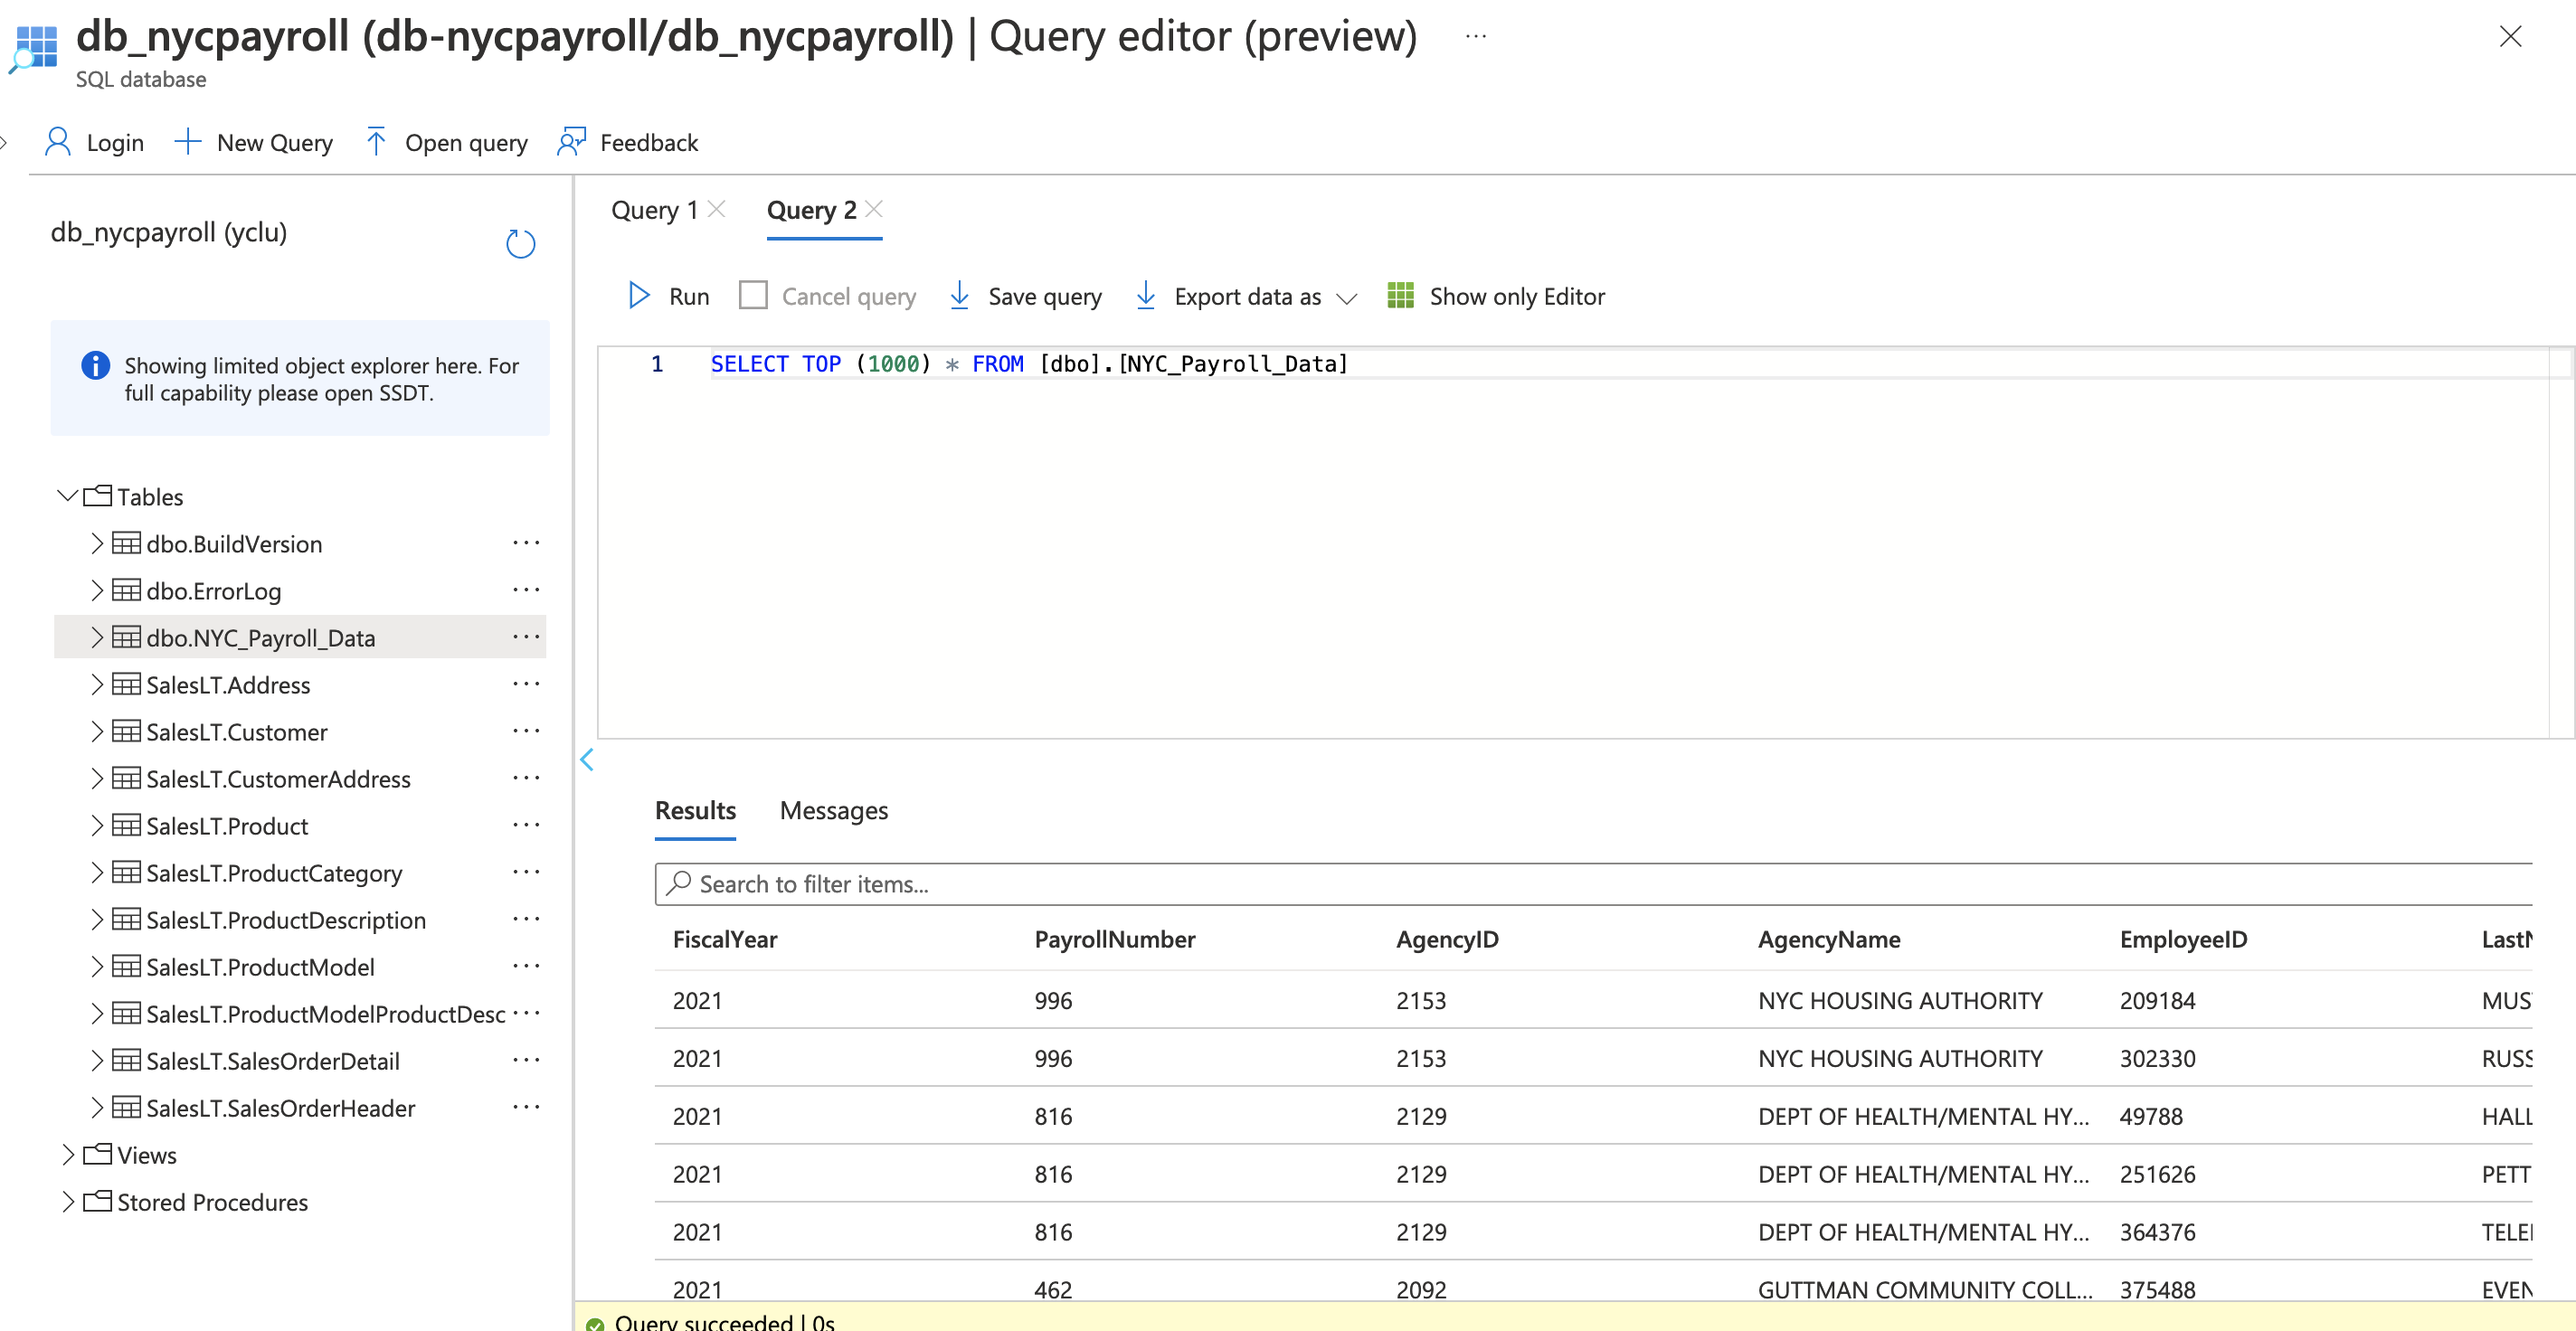 db_nycpayroll (db-nycpayroll/db_nycpayroll) | Query editor (preview) ...
SQL database
Login
New Query
Open query
Feedback
db_nycpayroll (yclu)
Showing limited object explorer here. For
full capability please open SSDT.
Tables
dbo.BuildVersion
dbo.ErrorLog
dbo.NYC_Payroll_Data
SalesLT.Address
SalesLT.Customer
SalesLT.CustomerAddress
SalesLT.Product
SalesLT.ProductCategory
SalesLT.ProductDescription
SalesLT.ProductModel
SalesLT.ProductModelProductDesc
SalesLT.SalesOrderDetail
SalesLT.SalesOrderHeader
Views
Stored Procedures
Query 1
Query 2
Run
Cancel query
Save query
Export data as
Show only Editor
1 SELECT TOP (1000) * FROM [dbo].[NYC_Payroll_Data]
Results
Messages
Search to filter items...
FiscalYear PayrollNumber AgencyID AgencyName EmployeeID LastN
2021 996 2153 NYC HOUSING AUTHORITY 209184 MUS
2021 996 2153 NYC HOUSING AUTHORITY 302330 RUSS
2021 816 2129 DEPT OF HEALTH/MENTAL HY... 49788 HALL
2021 816 2129 DEPT OF HEALTH/MENTAL HY... 251626 PETT
2021 816 2129 DEPT OF HEALTH/MENTAL HY... 364376 TELE
2021 462 2092 GUTTMAN COMMUNITY COLL... 375488 EVEN
Query succeeded | 0s